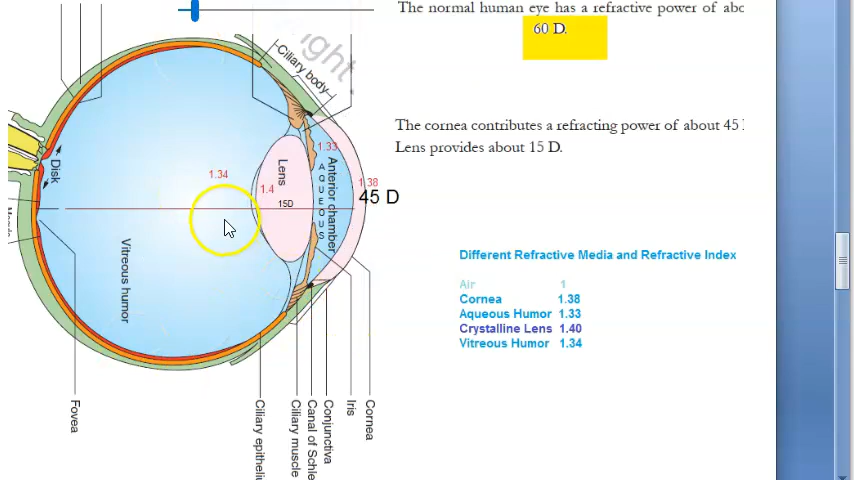 The normal human eye has a refractive power of
60 D.
The cornea contributes a refracting power of about 45
Lens provides about 15 D.
Different Refractive Media and Refractive Index
Air 1
Cornea 1.38
Aqueous Humor 1.33
Crystalline Lens 1.40
Vitreous Humor 1.34
ight
Ciliary body
1.33
1.34
1.4
1.38
45 D
15D
Lens
Anterior chamber
AQUEOUS
Disk
Vitreous humor
Fovea
Ciliary
Ciliary muscle
Canal of
Conjunctiva
Iris
Cornea